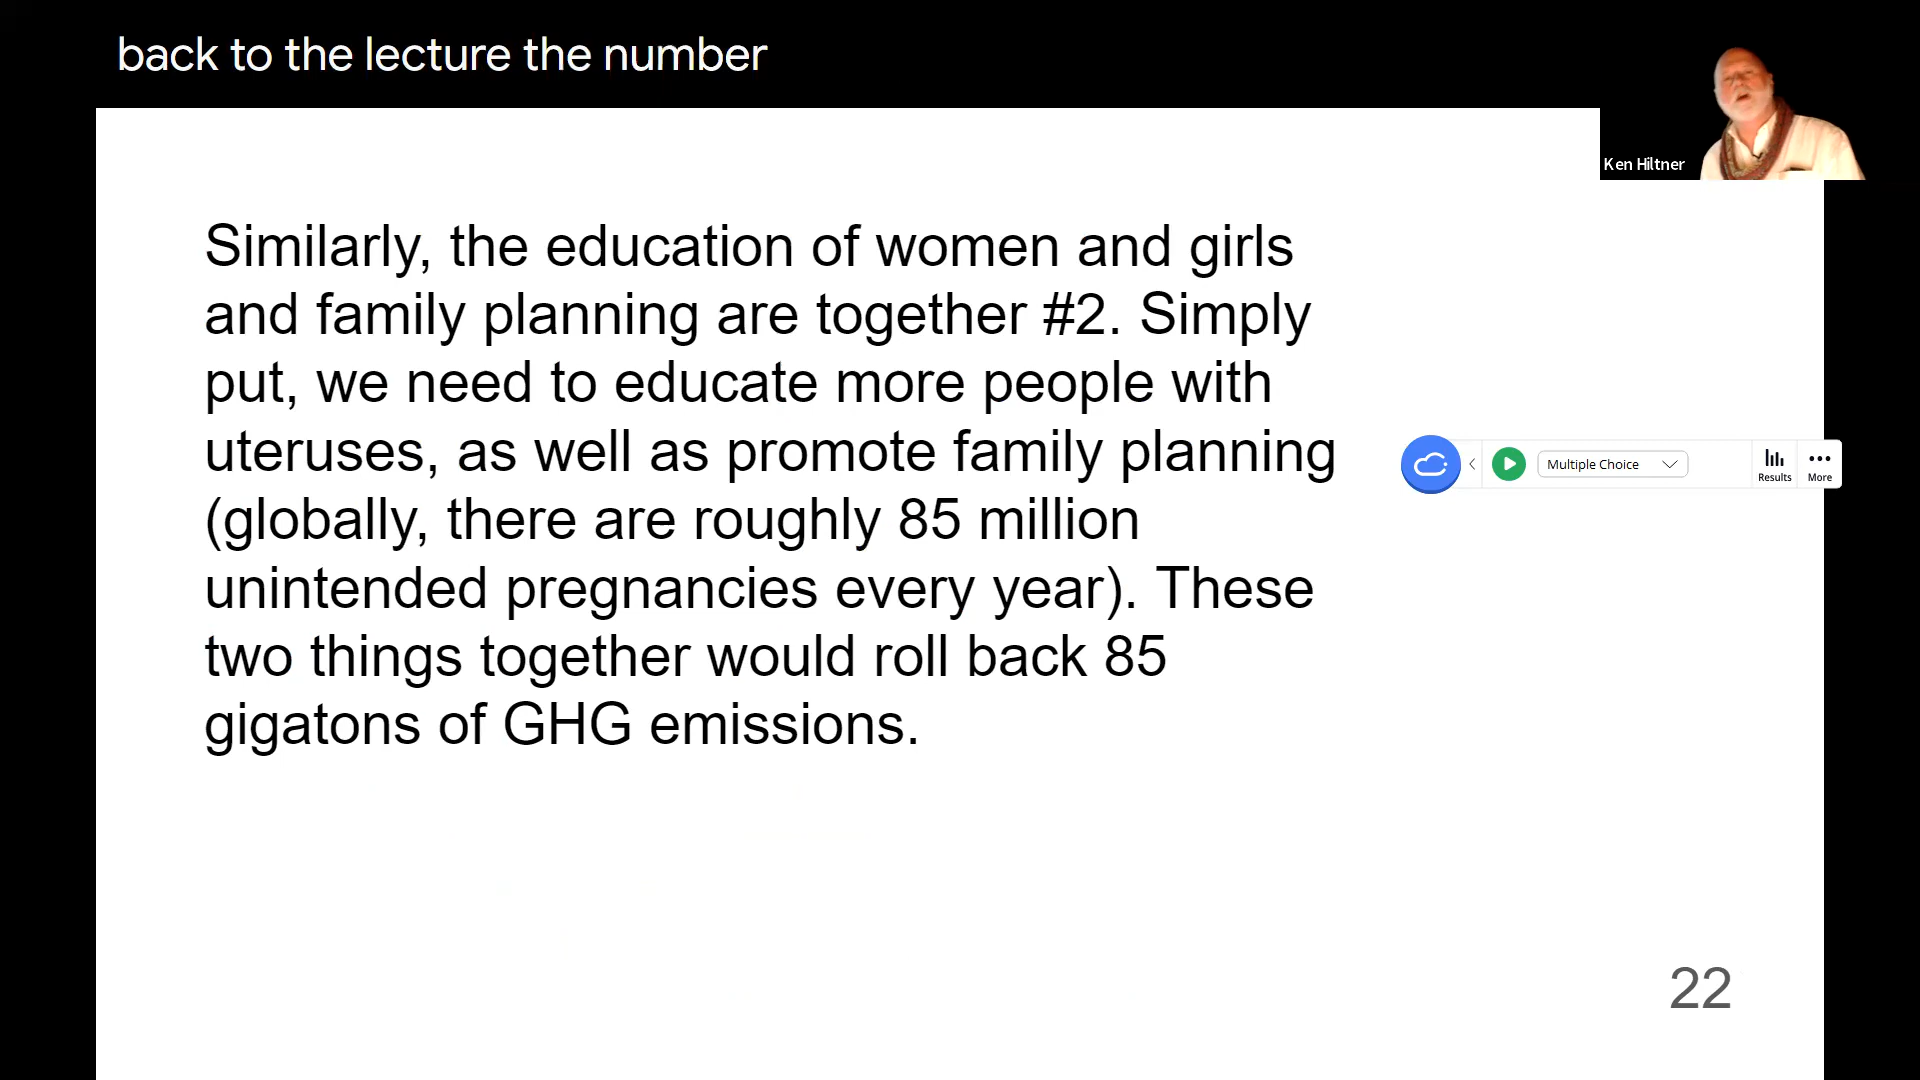 back to the lecture the number
Ken Hiltner
Similarly, the education of women and girls
and family planning are together #2. Simply
put, we need to educate more people with
uteruses, as well as promote family planning
(globally, there are roughly 85 million
unintended pregnancies every year). These
two things together would roll back 85
gigatons of GHG emissions.
Multiple Choice
Results
More
22